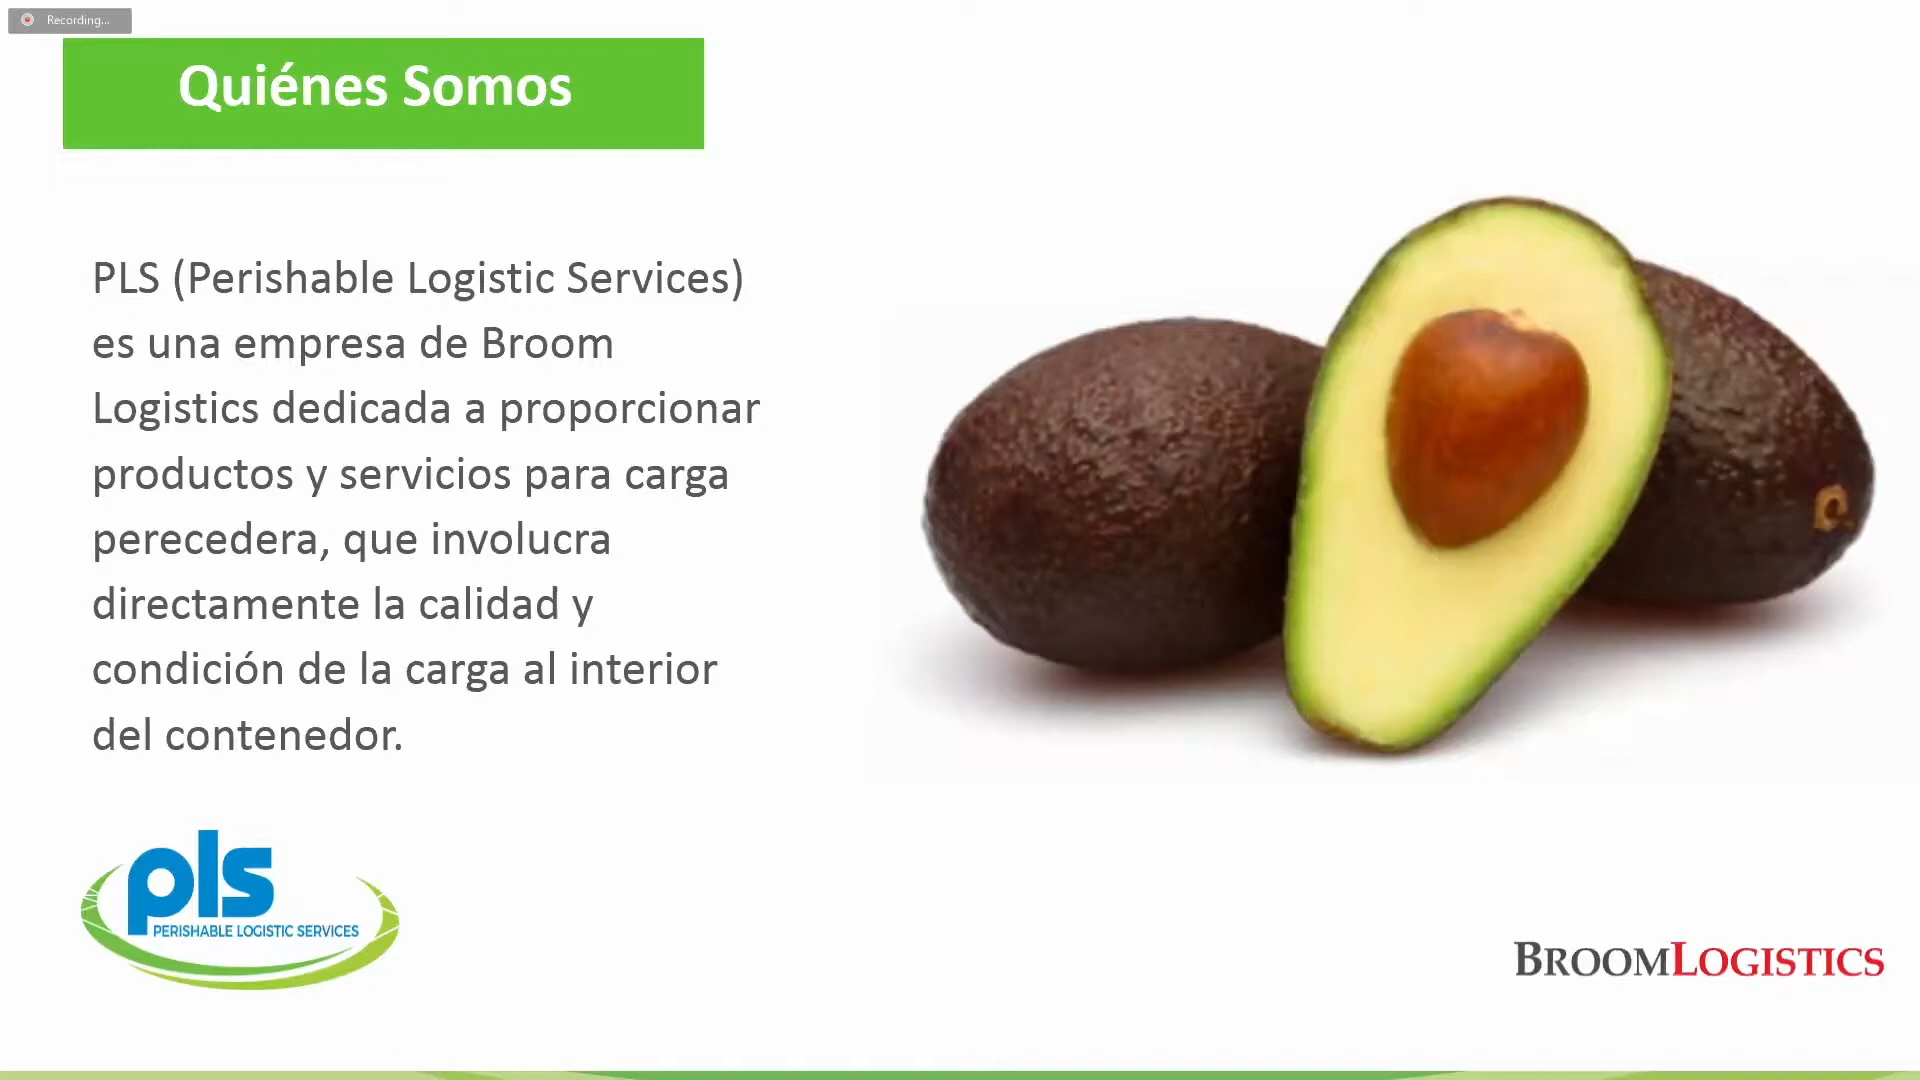 Recording...
Quiénes Somos
PLS (Perishable Logistic Services)
es una empresa de Broom
Logistics dedicada a proporcionar
productos y servicios para carga
perecedera, que involucra
directamente la calidad y
condición de la carga al interior
del contenedor.
pls
PERISHABLE LOGISTIC SERVICES
BROOMLOGISTICS